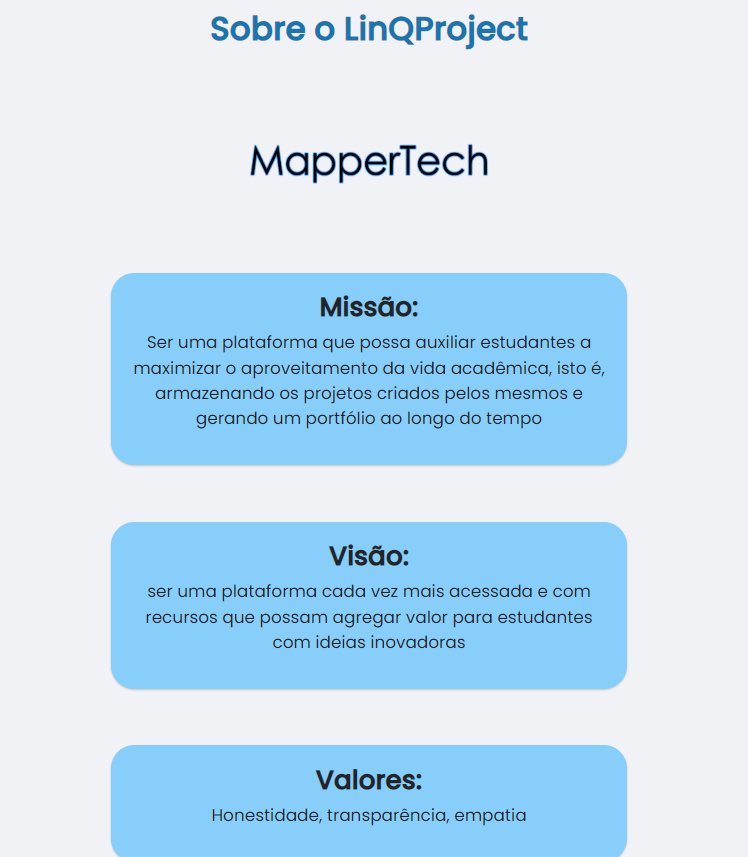 Sobre o LinQProject
MapperTech
Missão:
Ser uma plataforma que possa auxiliar estudantes a
maximizar o aproveitamento da vida acadêmica, isto é,
armazenando os projetos criados pelos mesmos e
gerando um portfólio ao longo do tempo
Visão:
ser uma plataforma cada vez mais acessada e com
recursos que possam agregar valor para estudantes
com ideias inovadoras
Valores:
Honestidade, transparência, empatia